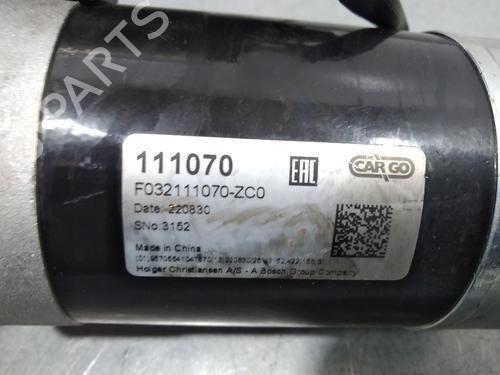 PARTS
111070
EAC
CARGO
F032111070-ZC0
Date: 220830
SNo.3152
Made in China
Holger Christiansen A/S - A Bosch Group Company